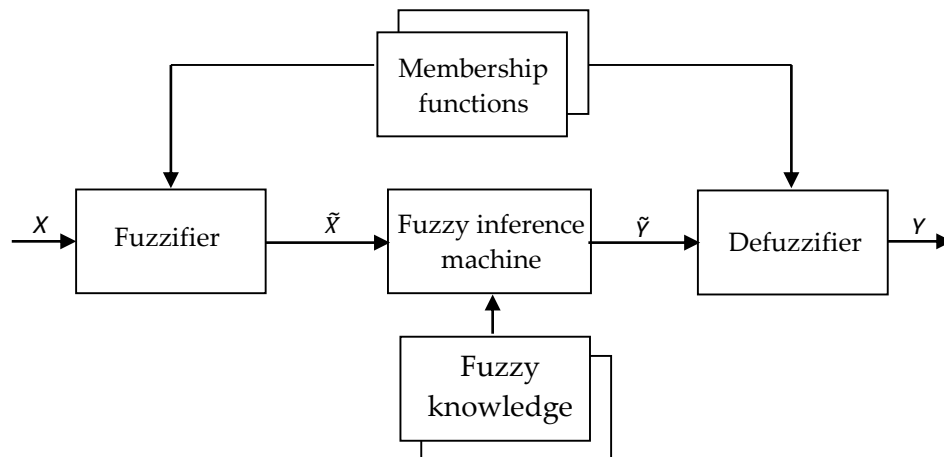 Membership
functions
X
Fuzzifier
X̃
Fuzzy inference
machine
Ỹ
Defuzzifier
Y
Fuzzy
knowledge